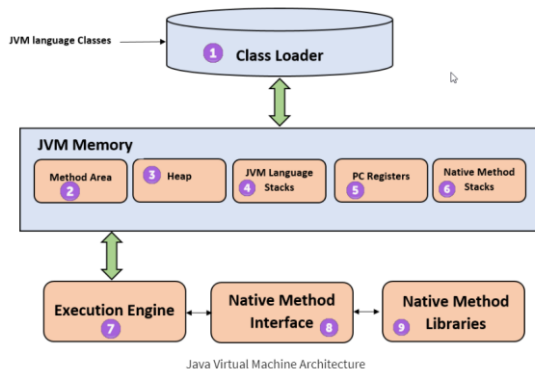 JVM language Classes
1 Class Loader
JVM Memory
Method Area
2
3 Heap
JVM Language
Stacks
4
PC Registers
5
Native Method
Stacks
6
Execution Engine
7
Native Method
Interface 8
Native Method
Libraries
9
Java Virtual Machine Architecture